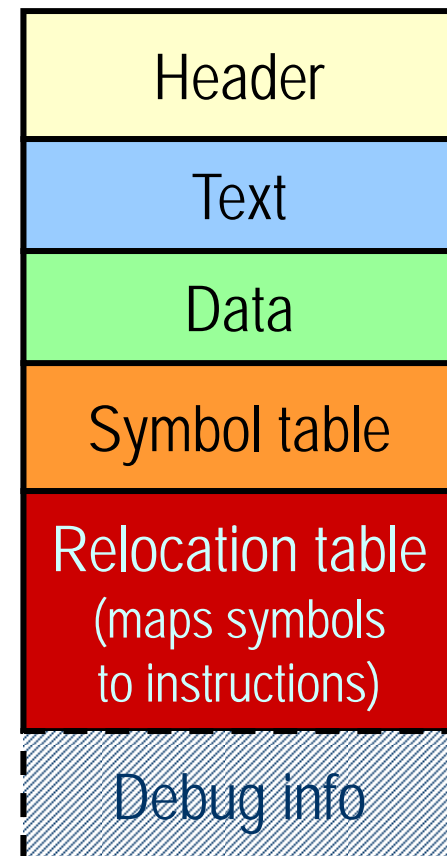 Header
Text
Data
Symbol table
Relocation table
(maps symbols
to instructions)
Debug info